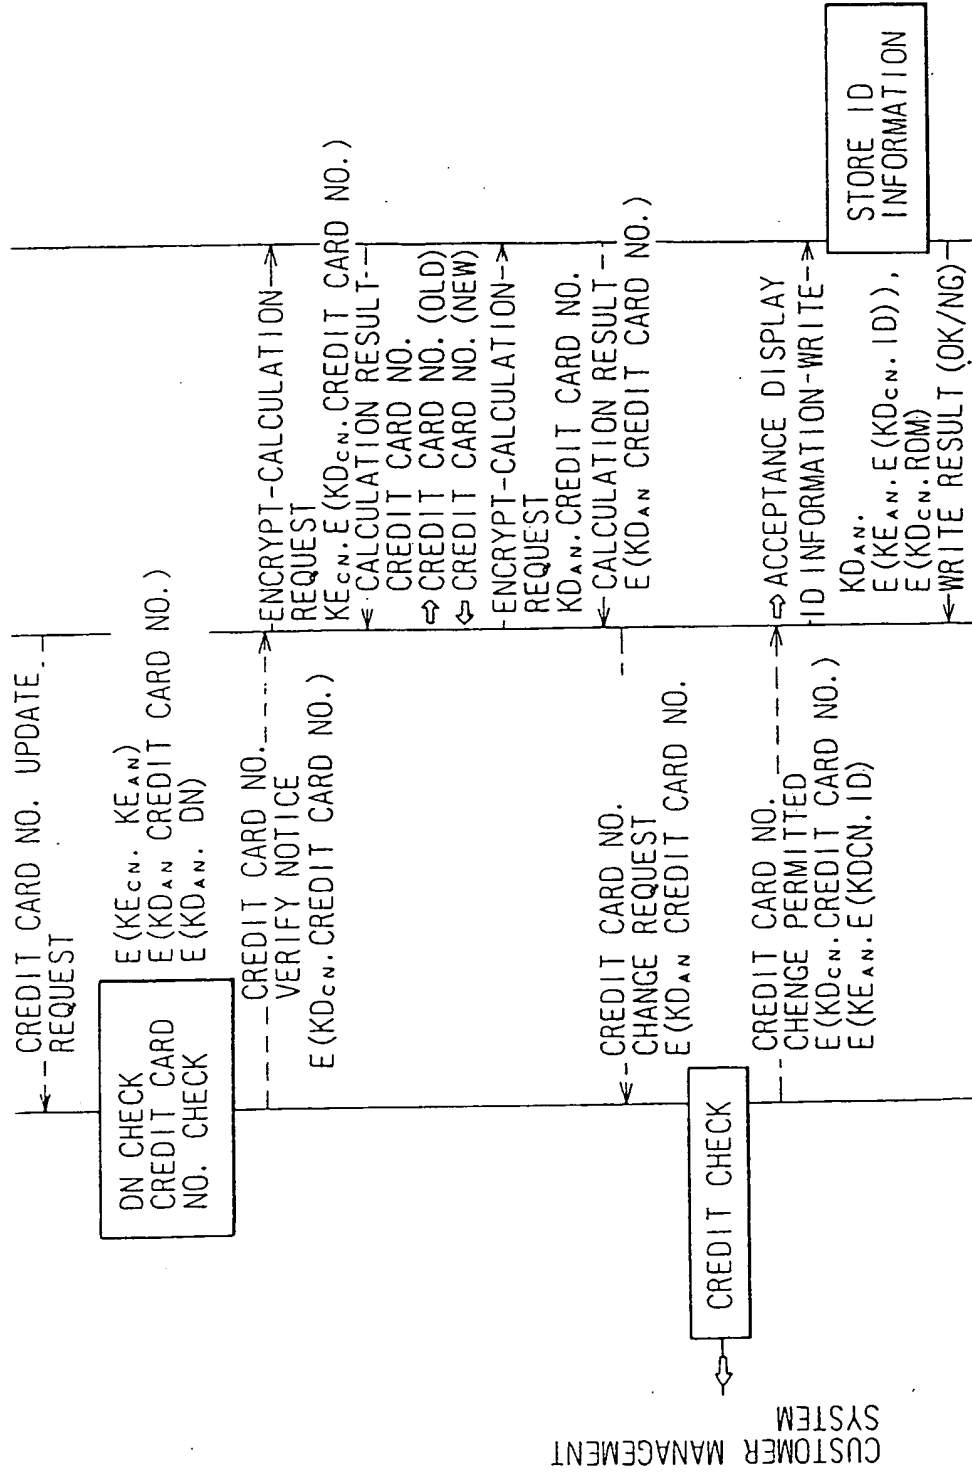 CREDIT CARD NO. UPDATE
REQUEST
DN CHECK
CREDIT CARD
NO. CHECK
E(KECN. KEAN)
E(KDAN CREDIT CARD NO.)
E(KDAN. DN)
CREDIT CARD NO.
VERIFY NOTICE
E(KDCN. CREDIT CARD NO.)
ENCRYPT-CALCULATION
REQUEST
KECN. E(KDCN. CREDIT CARD NO.)
CALCULATION RESULT
CREDIT CARD NO.
⇨ CREDIT CARD NO. (OLD)
⇦ CREDIT CARD NO. (NEW)
ENCRYPT-CALCULATION
REQUEST
KDAN. CREDIT CARD NO.
CALCULATION RESULT
E(KDAN CREDIT CARD NO.)
CREDIT CARD NO.
CHANGE REQUEST
E(KDAN CREDIT CARD NO.
CREDIT CHECK
CUSTOMER MANAGEMENT
SYSTEM
CREDIT CARD NO.
CHENGE PERMITTED
E(KDCN. CREDIT CARD NO.)
E(KEAN. E(KDCN. ID)
⇨ ACCEPTANCE DISPLAY
ID INFORMATION-WRITE
KDAN.
E(KEAN. E(KDCN. ID)),
E(KDCN. RDM)
STORE ID
INFORMATION
WRITE RESULT (OK/NG)